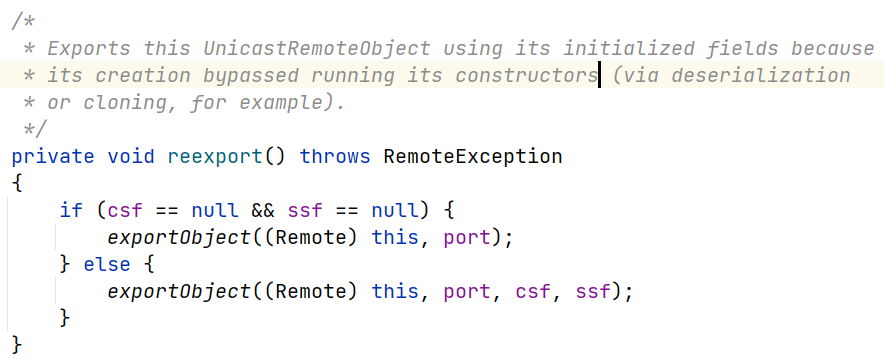 /*
 * Exports this UnicastRemoteObject using its initialized fields because
 * its creation bypassed running its constructors (via deserialization
 * or cloning, for example).
 */
private void reexport() throws RemoteException
{
    if (csf == null && ssf == null) {
        exportObject((Remote) this, port);
    } else {
        exportObject((Remote) this, port, csf, ssf);
    }
}